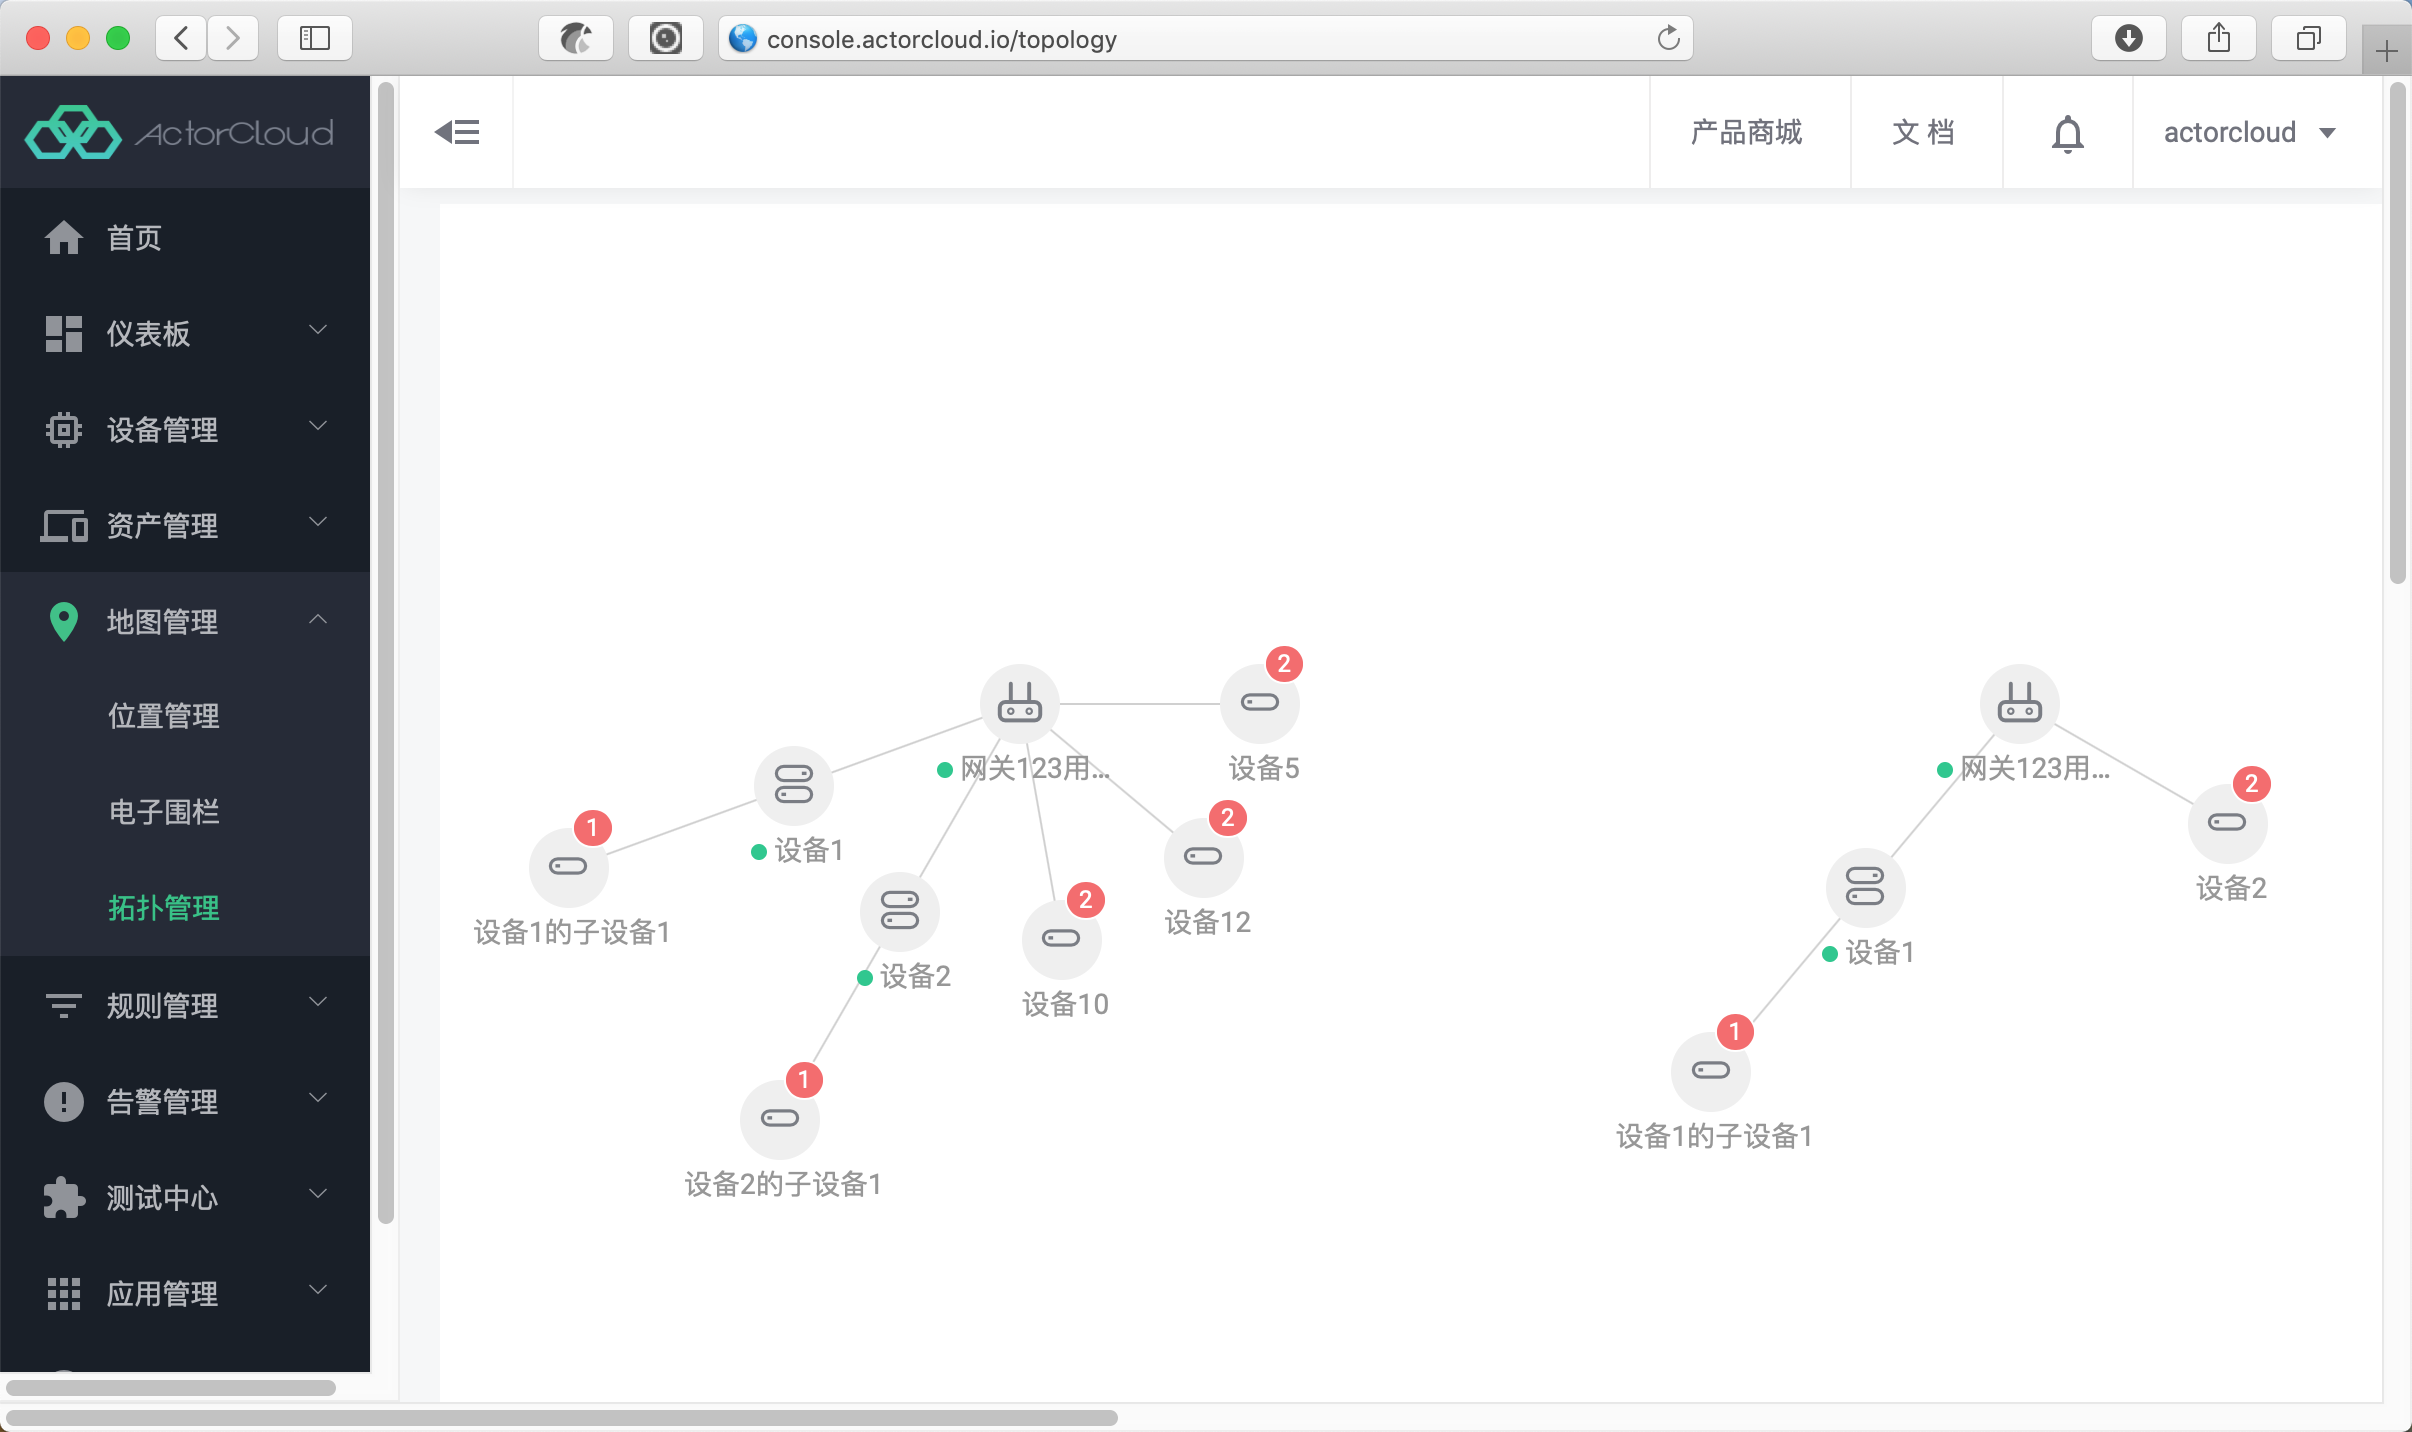 console.actorcloud.io/topology
ActorCloud
产品商城
文 档
actorcloud
首页
仪表板
设备管理
资产管理
地图管理
位置管理
电子围栏
拓扑管理
规则管理
告警管理
测试中心
应用管理
2
网关123用...
设备5
设备1
1
设备1的子设备1
2
设备12
设备2
2
设备10
1
设备2的子设备1
网关123用...
2
设备2
设备1
1
设备1的子设备1